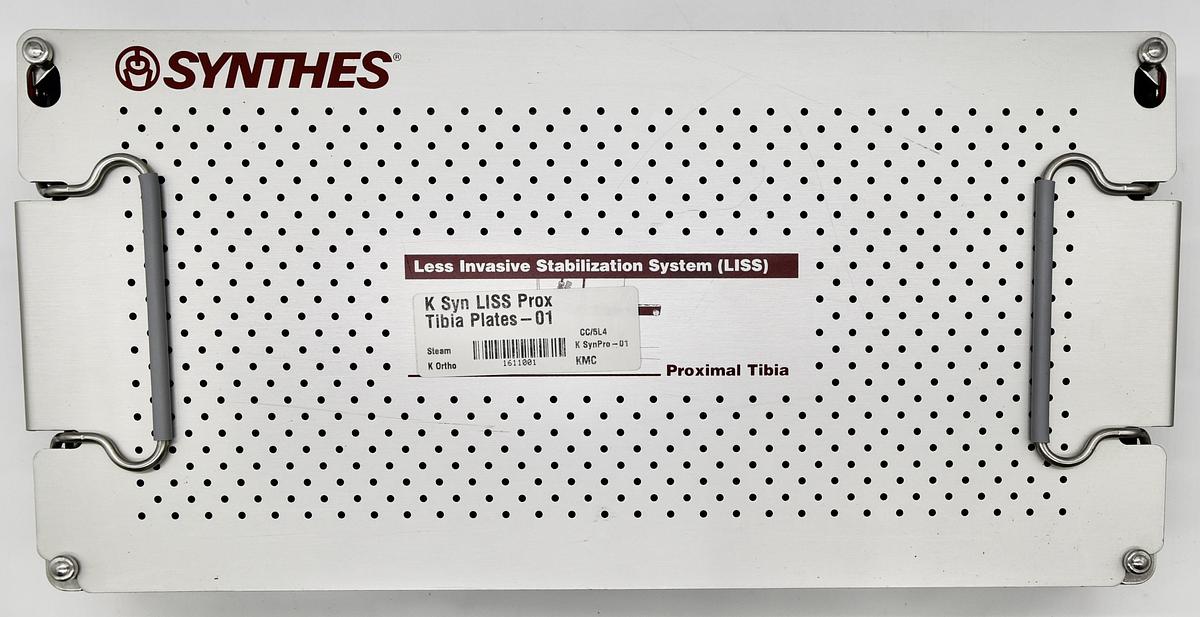 SYNTHES®
Less Invasive Stabilization System (LISS)
K Syn LISS Prox
Tibia Plates-01
CC/5L4
Steam
K SynPro-01
1611001
K Ortho
KMC
Proximal Tibia